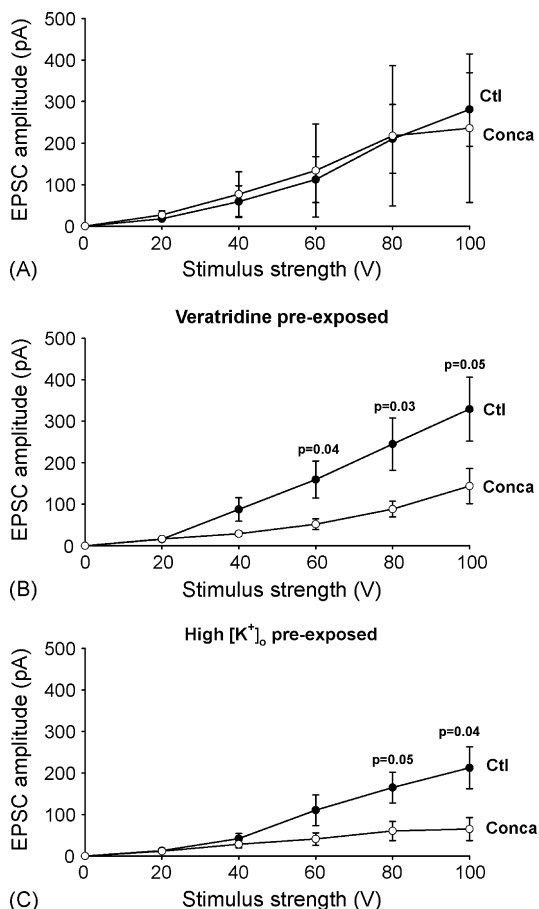 500
400
300
200
100
0
EPSC amplitude (pA)
Ctl
Conca
0 20 40 60 80 100
(A) Stimulus strength (V)
Veratridine pre-exposed
500
400
300
200
100
0
EPSC amplitude (pA)
p=0.04
p=0.03
p=0.05
Ctl
Conca
0 20 40 60 80 100
(B) Stimulus strength (V)
High [K⁺]ₒ pre-exposed
500
400
300
200
100
0
EPSC amplitude (pA)
p=0.05
p=0.04
Ctl
Conca
0 20 40 60 80 100
(C) Stimulus strength (V)